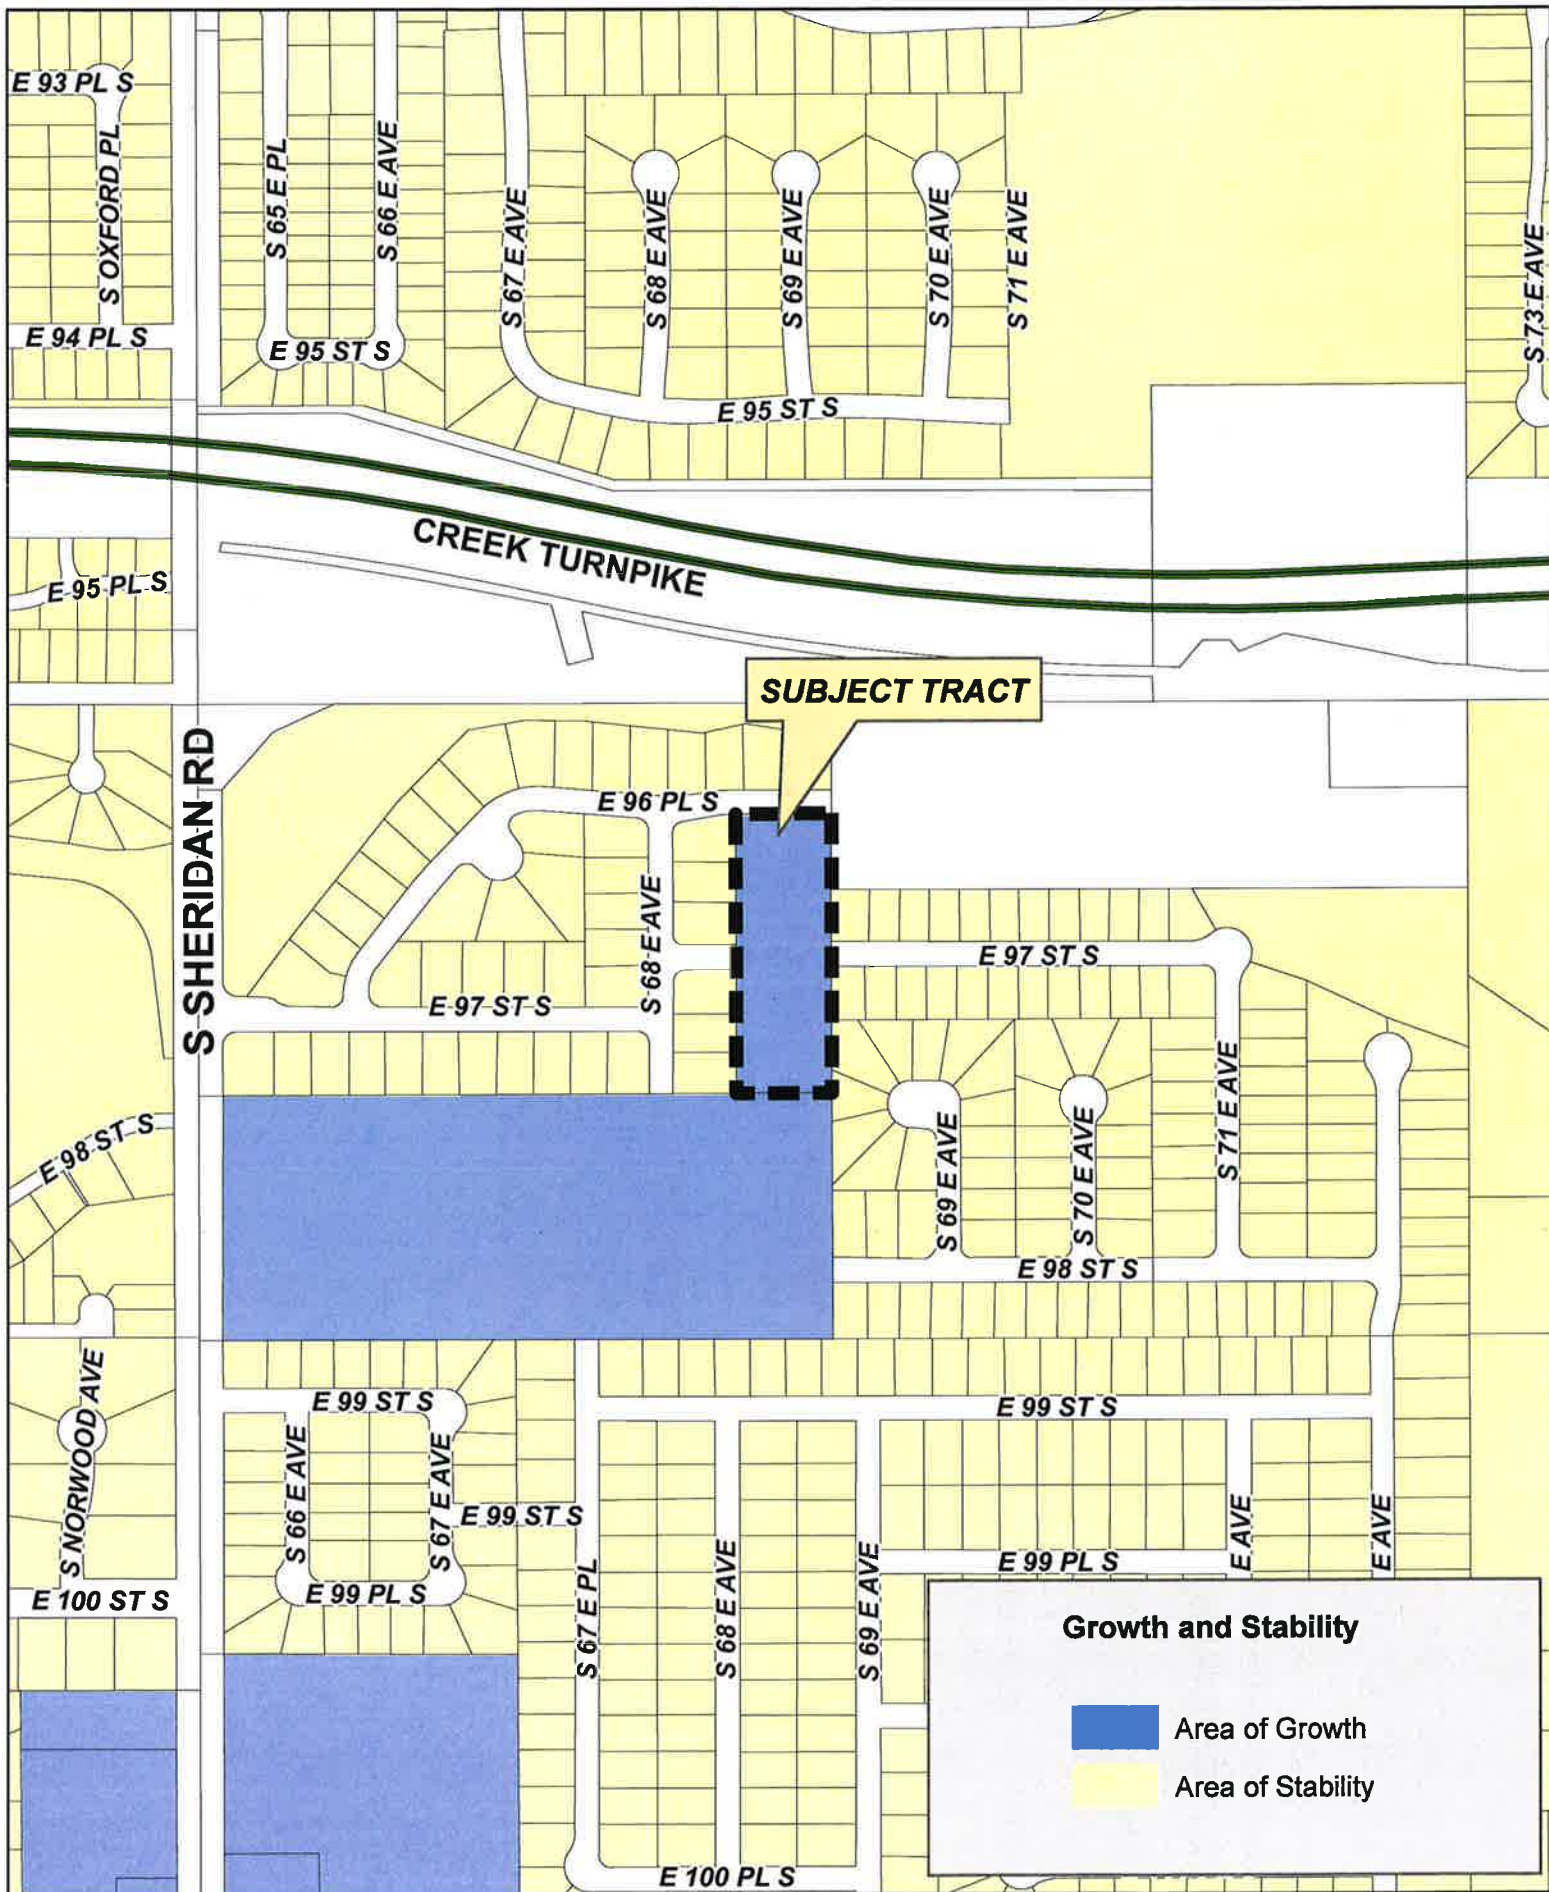 E 93 PL S
S OXFORD PL
S 65 E PL
S 66 E AVE
S 67 E AVE
S 68 E AVE
S 69 E AVE
S 70 E AVE
S 71 E AVE
S 73 E AVE
E 94 PL S
E 95 ST S
E 95 ST S
CREEK TURNPIKE
E 95 PL S
SUBJECT TRACT
S SHERIDAN RD
E 96 PL S
S 68 E AVE
E 97 ST S
E 97 ST S
E 98 ST S
S 69 E AVE
S 70 E AVE
S 71 E AVE
E 98 ST S
S NORWOOD AVE
E 99 ST S
E 99 ST S
S 66 E AVE
S 67 E AVE
E 99 ST S
E 99 PL S
E 100 ST S
S 67 E PL
S 68 E AVE
S 69 E AVE
E 99 PL S
E AVE
E AVE
Growth and Stability
Area of Growth
Area of Stability
E 100 PL S